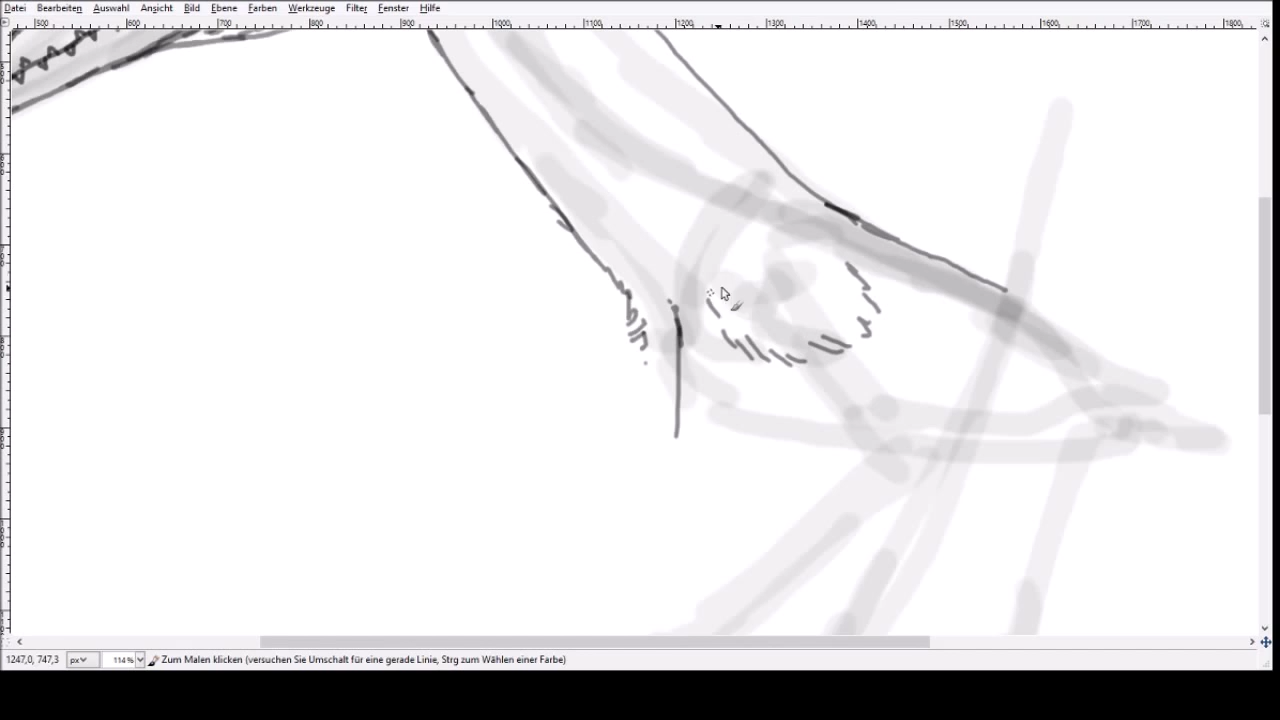 Datei Bearbeiten Auswahl Ansicht Bild Ebene Farben Werkzeuge Filter Fenster Hilfe
500 600 700 800 900 1000 1100 1200 1300 1400 1500 1600 1700 1800
1247,0, 747,3 px 114 % Zum Malen klicken (versuchen Sie Umschalt für eine gerade Linie, Strg zum Wählen einer Farbe)